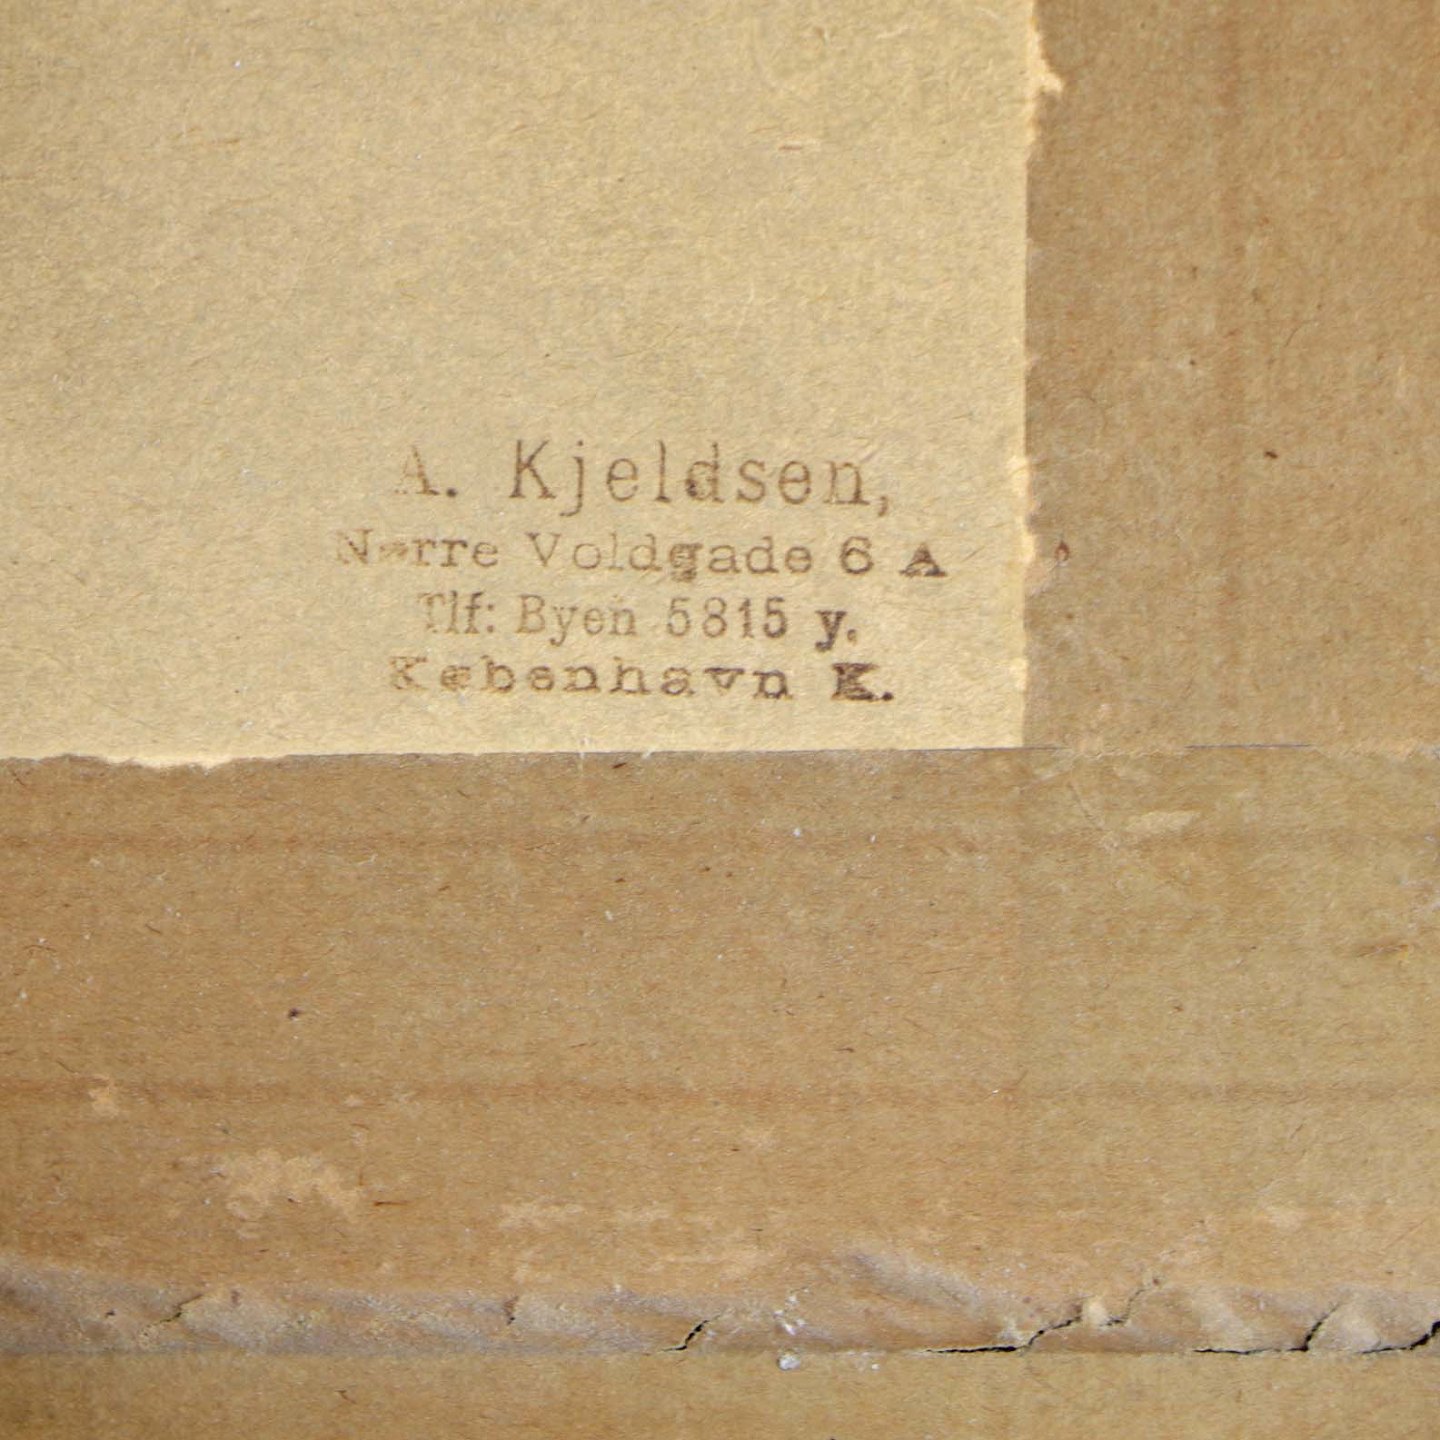 A. Kjeldsen,
Nørre Voldgade 6 A
Tlf: Byen 5815 y.
København K.